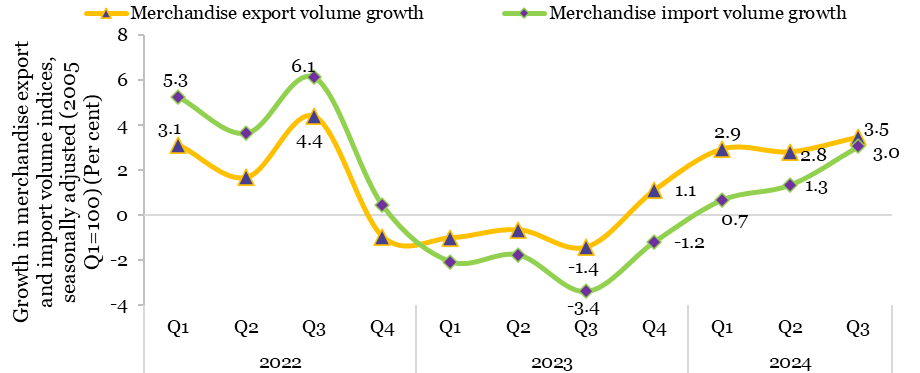 Merchandise export volume growth
Merchandise import volume growth
Growth in merchandise export
and import volume indices,
seasonally adjusted (2005
Q1=100) (Per cent)
8
6
4
2
0
-2
-4
5.3
3.1
6.1
4.4
-1.4
-3.4
1.1
-1.2
2.9
0.7
2.8
1.3
3.5
3.0
Q1 Q2 Q3 Q4 Q1 Q2 Q3 Q4 Q1 Q2 Q3
2022 2023 2024